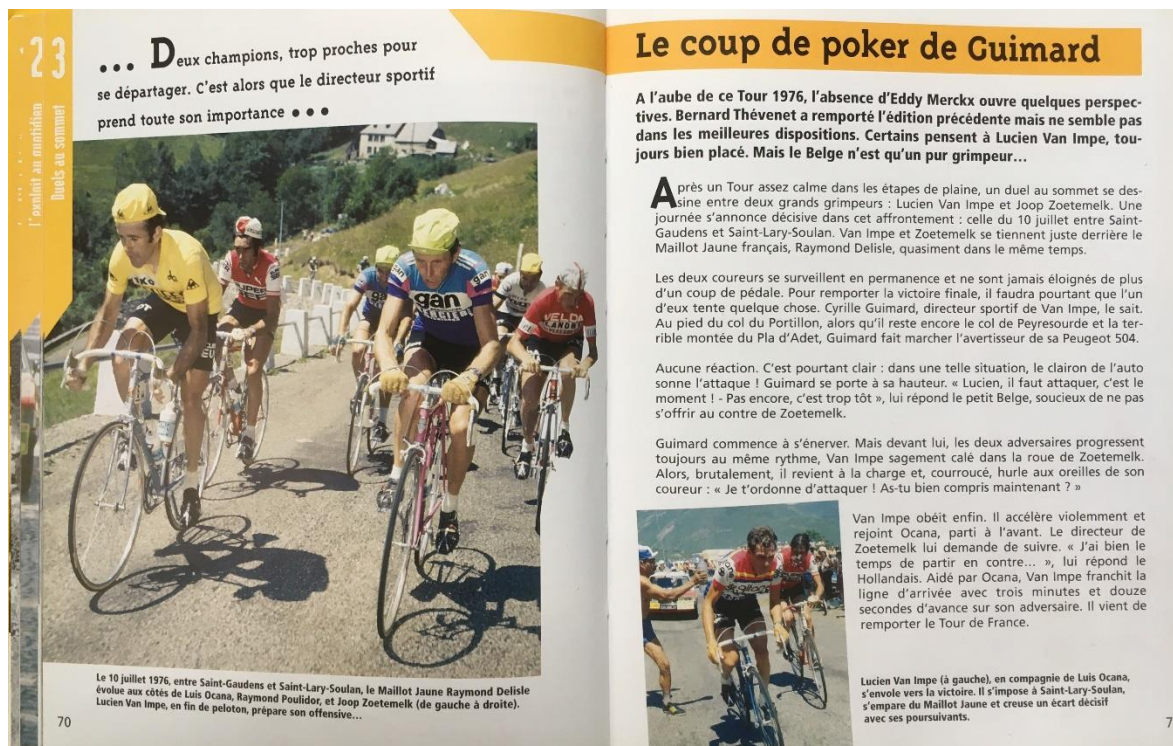 23
l'exploit au quotidien
Duels au sommet
... Deux champions, trop proches pour
se départager. C'est alors que le directeur sportif
prend toute son importance ...
gan
MERCIER
gan
VELDA
Le 10 juillet 1976, entre Saint-Gaudens et Saint-Lary-Soulan, le Maillot Jaune Raymond Delisle
évolue aux côtés de Luis Ocana, Raymond Poulidor, et Joop Zoetemelk (de gauche à droite).
Lucien Van Impe, en fin de peloton, prépare son offensive...
70
Le coup de poker de Guimard
A l'aube de ce Tour 1976, l'absence d'Eddy Merckx ouvre quelques perspec-
tives. Bernard Thévenet a remporté l'édition précédente mais ne semble pas
dans les meilleures dispositions. Certains pensent à Lucien Van Impe, tou-
jours bien placé. Mais le Belge n'est qu'un pur grimpeur...
Après un Tour assez calme dans les étapes de plaine, un duel au sommet se des-
sine entre deux grands grimpeurs : Lucien Van Impe et Joop Zoetemelk. Une
journée s'annonce décisive dans cet affrontement : celle du 10 juillet entre Saint-
Gaudens et Saint-Lary-Soulan. Van Impe et Zoetemelk se tiennent juste derrière le
Maillot Jaune français, Raymond Delisle, quasiment dans le même temps.
Les deux coureurs se surveillent en permanence et ne sont jamais éloignés de plus
d'un coup de pédale. Pour remporter la victoire finale, il faudra pourtant que l'un
d'eux tente quelque chose. Cyrille Guimard, directeur sportif de Van Impe, le sait.
Au pied du col du Portillon, alors qu'il reste encore le col de Peyresourde et la ter-
rible montée du Pla d'Adet, Guimard fait marcher l'avertisseur de sa Peugeot 504.
Aucune réaction. C'est pourtant clair : dans une telle situation, le clairon de l'auto
sonne l'attaque ! Guimard se porte à sa hauteur. « Lucien, il faut attaquer, c'est le
moment ! - Pas encore, c'est trop tôt », lui répond le petit Belge, soucieux de ne pas
s'offrir au contre de Zoetemelk.
Guimard commence à s'énerver. Mais devant lui, les deux adversaires progressent
toujours au même rythme, Van Impe sagement calé dans la roue de Zoetemelk.
Alors, brutalement, il revient à la charge et, courroucé, hurle aux oreilles de son
coureur : « Je t'ordonne d'attaquer ! As-tu bien compris maintenant ? »
Van Impe obéit enfin. Il accélère violemment et
rejoint Ocana, parti à l'avant. Le directeur de
Zoetemelk lui demande de suivre. « J'ai bien le
temps de partir en contre... », lui répond le
Hollandais. Aidé par Ocana, Van Impe franchit la
ligne d'arrivée avec trois minutes et douze
secondes d'avance sur son adversaire. Il vient de
remporter le Tour de France.
Lucien Van Impe (à gauche), en compagnie de Luis Ocana,
s'envole vers la victoire. Il s'impose à Saint-Lary-Soulan,
s'empare du Maillot Jaune et creuse un écart décisif
avec ses poursuivants.
7